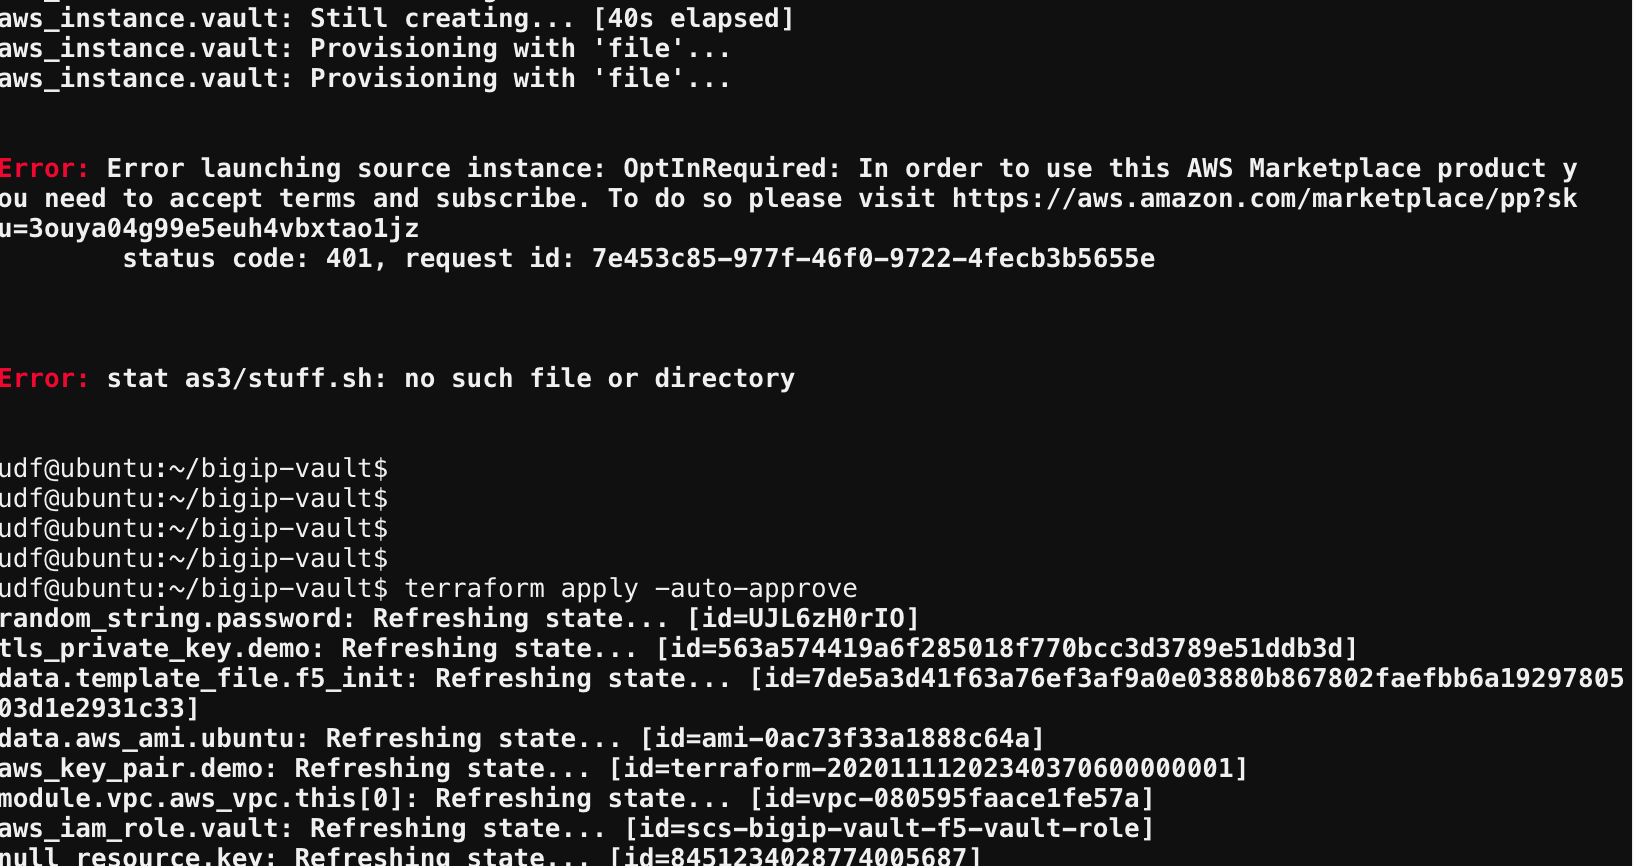 aws_instance.vault: Still creating... [40s elapsed]
aws_instance.vault: Provisioning with 'file'...
aws_instance.vault: Provisioning with 'file'...
Error: Error launching source instance: OptInRequired: In order to use this AWS Marketplace product y
ou need to accept terms and subscribe. To do so please visit https://aws.amazon.com/marketplace/pp?sk
u=3ouya04g99e5euh4vbxtao1jz
status code: 401, request id: 7e453c85-977f-46f0-9722-4fecb3b5655e
Error: stat as3/stuff.sh: no such file or directory
udf@ubuntu:~/bigip-vault$
udf@ubuntu:~/bigip-vault$
udf@ubuntu:~/bigip-vault$
udf@ubuntu:~/bigip-vault$
udf@ubuntu:~/bigip-vault$ terraform apply -auto-approve
random_string.password: Refreshing state... [id=UJL6zH0rIO]
tls_private_key.demo: Refreshing state... [id=563a574419a6f285018f770bcc3d3789e51ddb3d]
data.template_file.f5_init: Refreshing state... [id=7de5a3d41f63a76ef3af9a0e03880b867802faefbb6a19297805
03d1e2931c33]
data.aws_ami.ubuntu: Refreshing state... [id=ami-0ac73f33a1888c64a]
aws_key_pair.demo: Refreshing state... [id=terraform-20201111202340370600000001]
module.vpc.aws_vpc.this[0]: Refreshing state... [id=vpc-080595faace1fe57a]
aws_iam_role.vault: Refreshing state... [id=scs-bigip-vault-f5-vault-role]
null_resource.key: Refreshing state... [id=8451234028774005687]